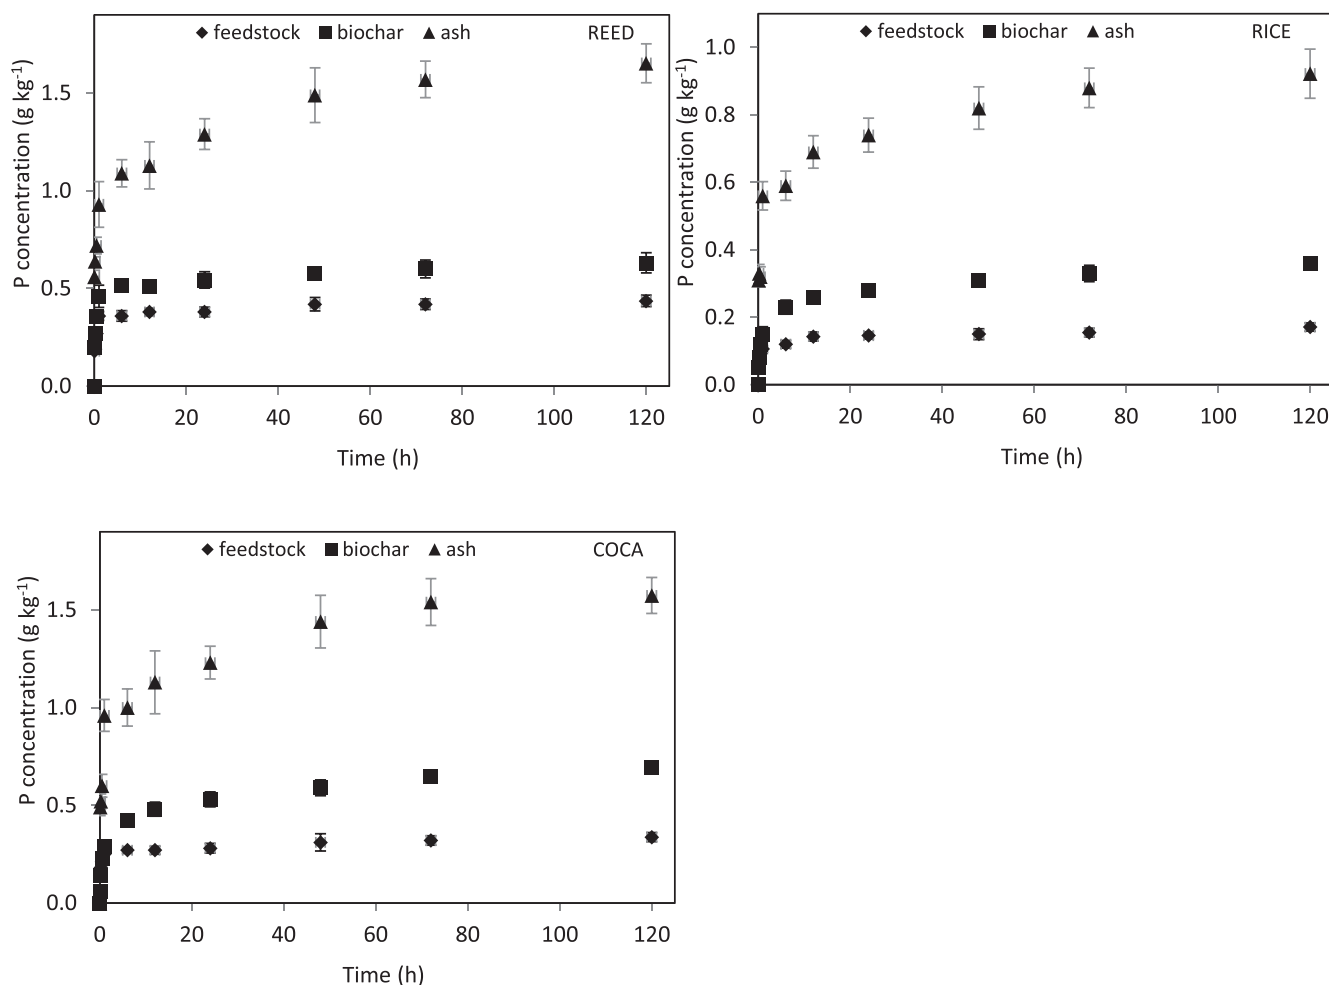 feedstock biochar ash REED
P concentration (g kg-1)
1.5
1.0
0.5
0.0
0 20 40 60 80 100 120
Time (h)
feedstock biochar ash RICE
P concentration (g kg-1)
1.0
0.8
0.6
0.4
0.2
0.0
0 20 40 60 80 100 120
Time (h)
feedstock biochar ash COCA
P concentration (g kg-1)
1.5
1.0
0.5
0.0
0 20 40 60 80 100 120
Time (h)